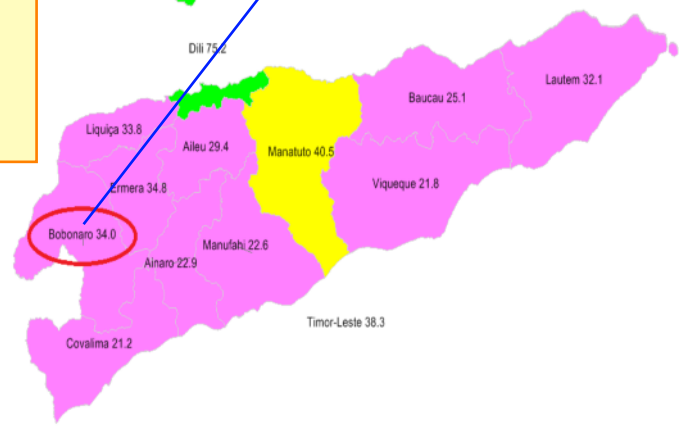 Dili 75.2
Lautem 32.1
Baucau 25.1
Liquiça 33.8
Aileu 29.4
Manatuto 40.5
Ermera 34.8
Viqueque 21.8
Bobonaro 34.0
Manufahi 22.6
Ainaro 22.9
Timor-Leste 38.3
Covalima 21.2